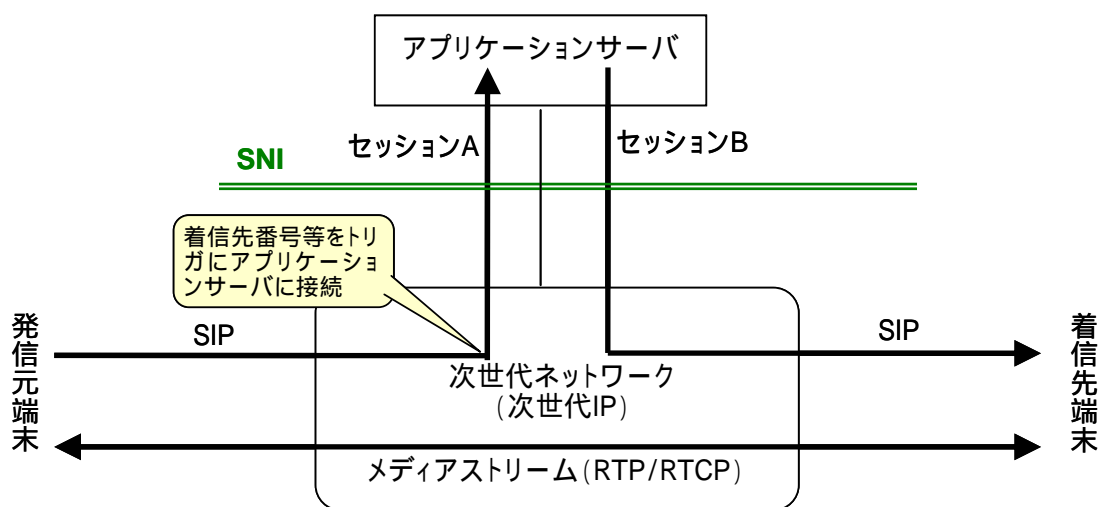 アプリケーションサーバ
セッションA
セッションB
SNI
着信先番号等をトリ
ガにアプリケーショ
ンサーバに接続
発信元端末
SIP
SIP
着信先端末
次世代ネットワーク
(次世代IP)
メディアストリーム(RTP/RTCP)